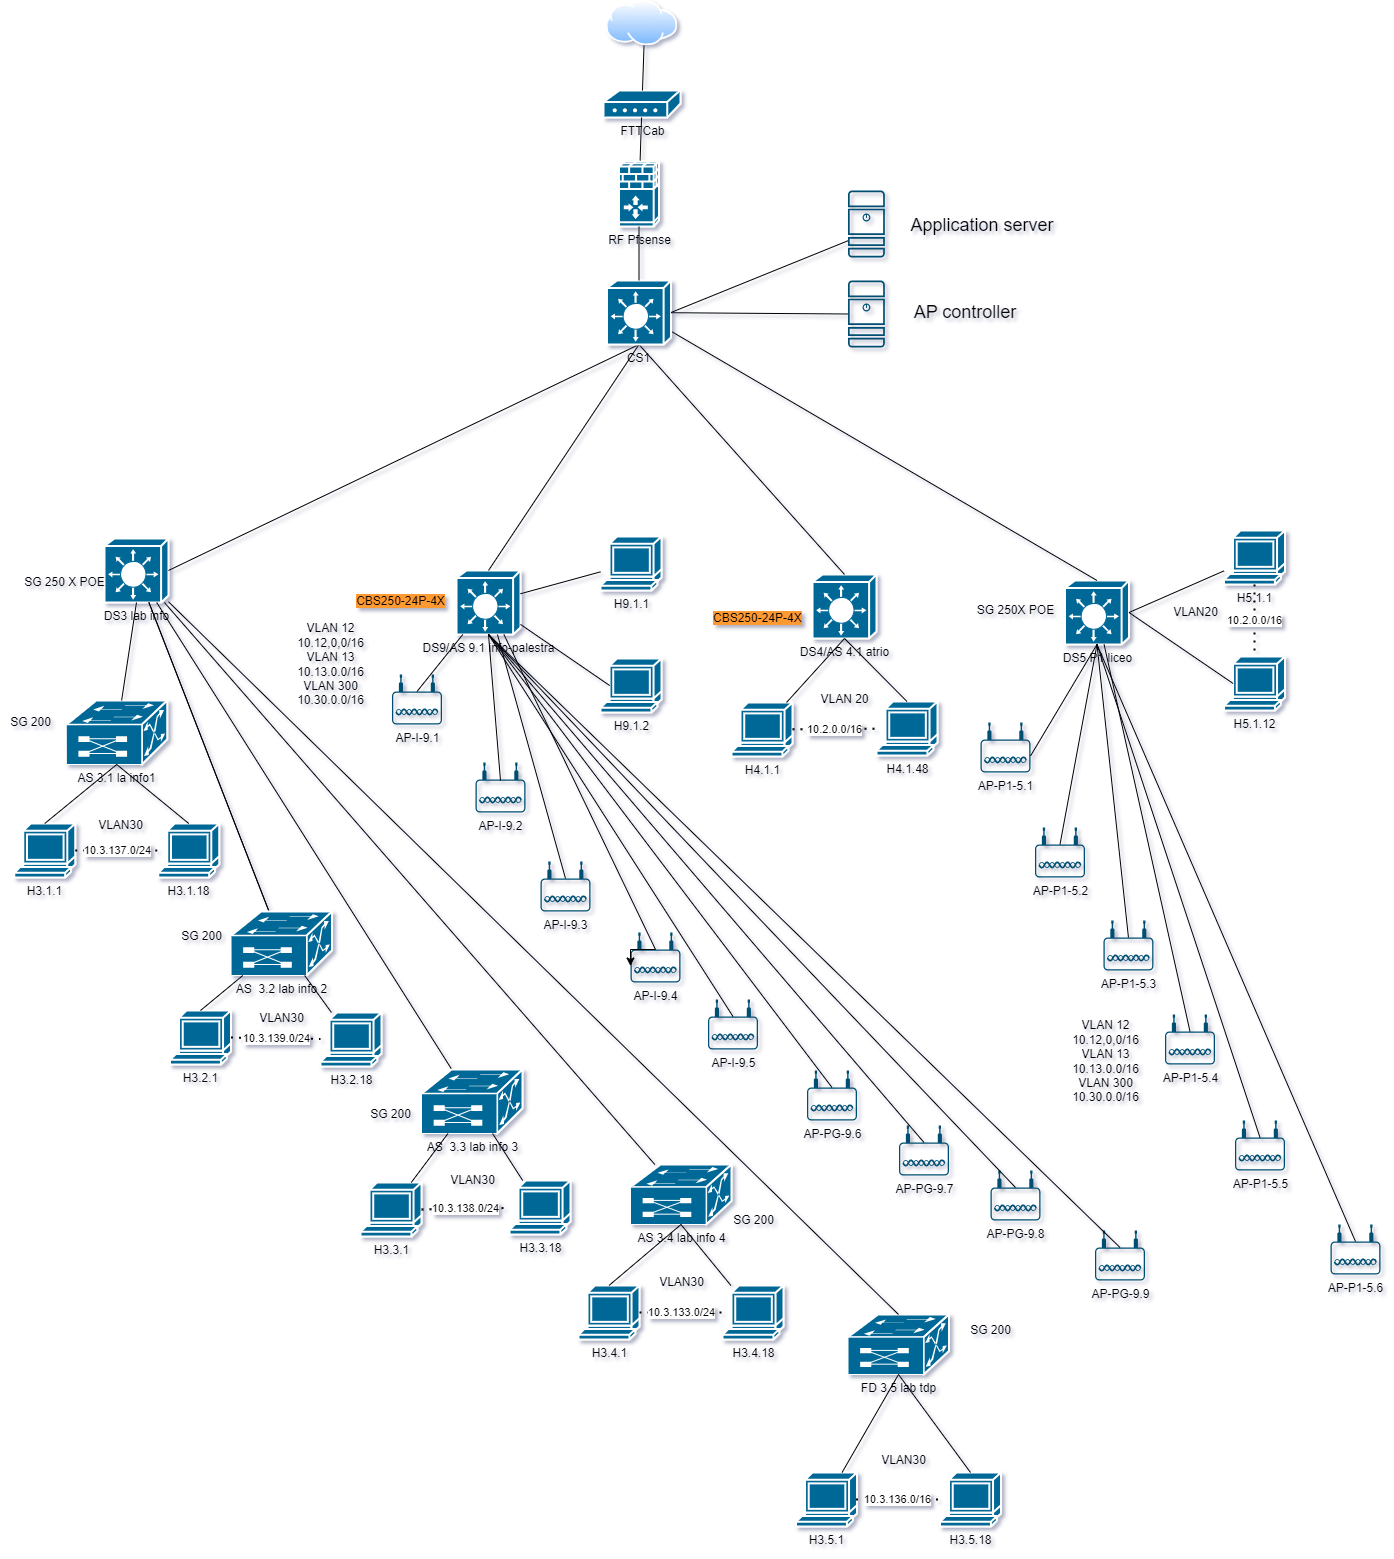 FTTCab
RF Pfsense
Application server
AP controller
CS1
SG 250 X POE
DS3 lab info
CBS250-24P-4X
DS9/AS 9.1 info-palestra
H9.1.1
H9.1.2
VLAN 12
10.12,0,0/16
VLAN 13
10.13.0.0/16
VLAN 300
10.30.0.0/16
CBS250-24P-4X
DS4/AS 4.1 atrio
VLAN 20
10.2.0.0/16
H4.1.1
H4.1.48
SG 250X POE
DS5 P1 liceo
H5.1.1
VLAN20
10.2.0.0/16
H5.1.12
SG 200
AS 3.1 la info1
VLAN30
10.3.137.0/24
H3.1.1
H3.1.18
AP-I-9.1
AP-I-9.2
AP-I-9.3
AP-I-9.4
AP-I-9.5
AP-PG-9.6
AP-PG-9.7
AP-PG-9.8
AP-PG-9.9
AP-P1-5.1
AP-P1-5.2
AP-P1-5.3
AP-P1-5.4
AP-P1-5.5
AP-P1-5.6
VLAN 12
10.12,0,0/16
VLAN 13
10.13.0.0/16
VLAN 300
10.30.0.0/16
SG 200
AS  3.2 lab info 2
VLAN30
10.3.139.0/24
H3.2.1
H3.2.18
SG 200
AS  3.3 lab info 3
VLAN30
10.3.138.0/24
H3.3.1
H3.3.18
SG 200
AS 3.4 lab info 4
VLAN30
10.3.133.0/24
H3.4.1
H3.4.18
SG 200
FD 3.5 lab tdp
VLAN30
10.3.136.0/16
H3.5.1
H3.5.18